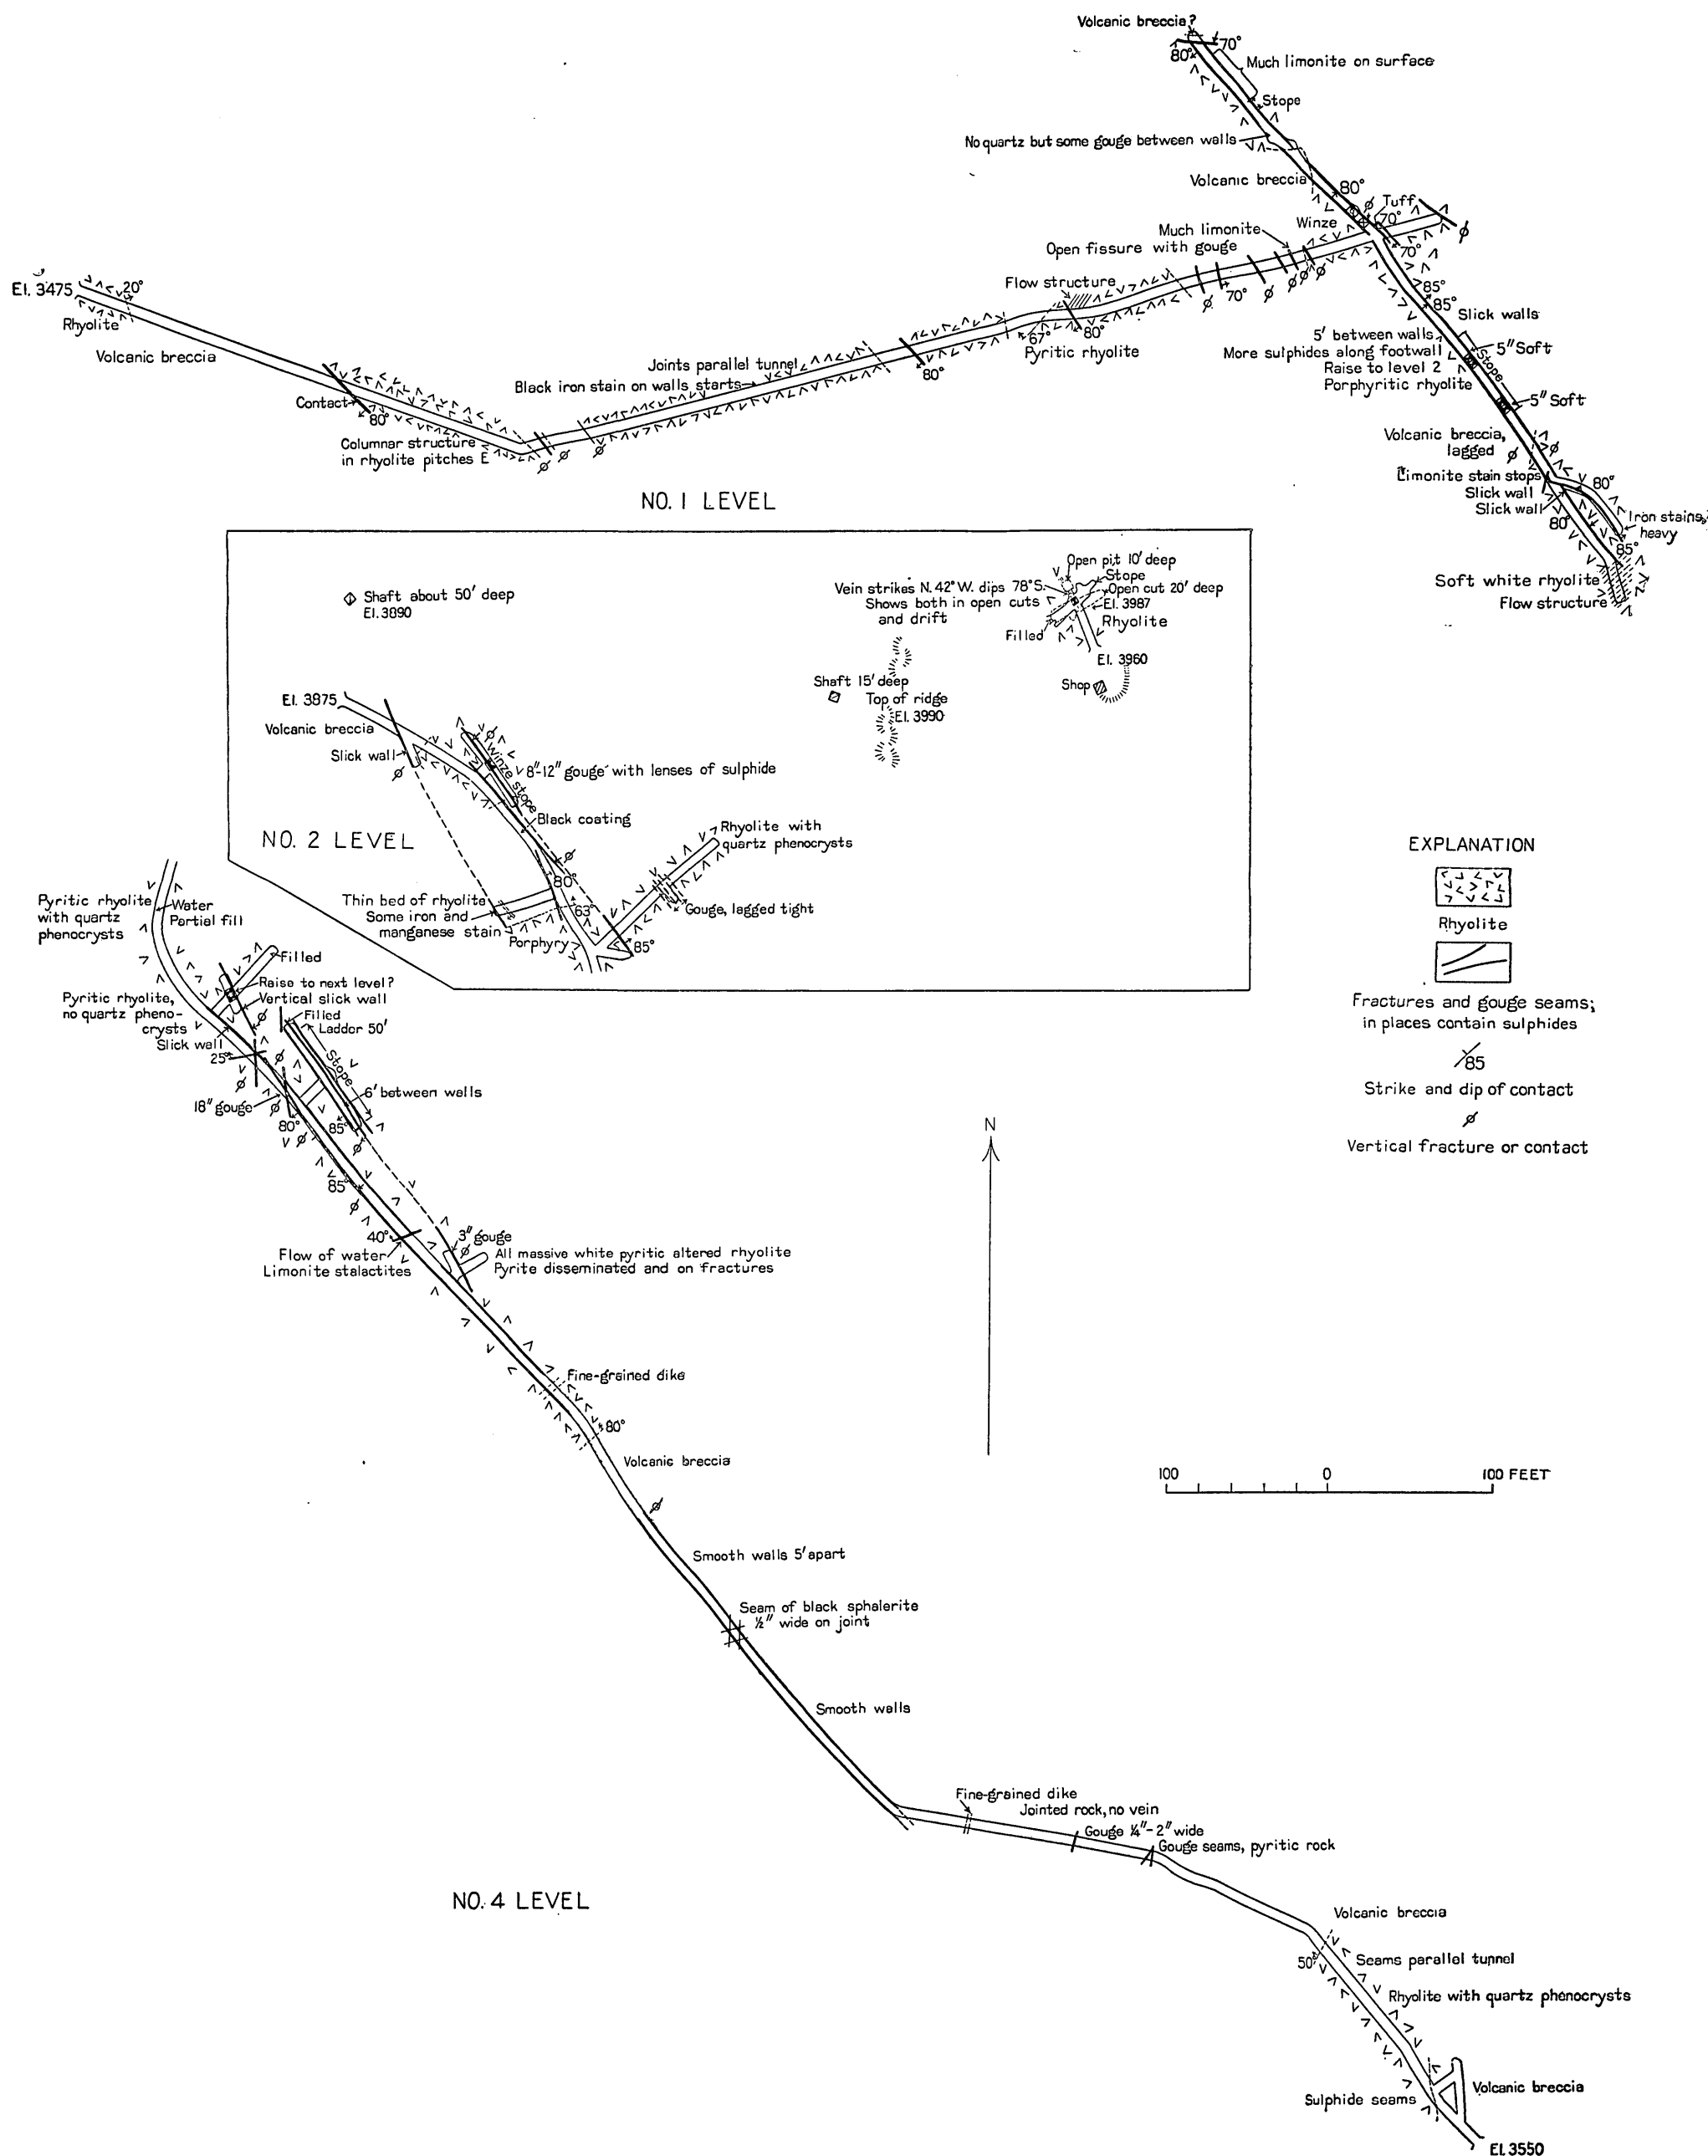 Volcanic breccia?
70°
80°
Much limonite on surface
Stope
No quartz but some gouge between walls
Volcanic breccia
80°
Tuff
70°
Winze
70°
Much limonite
Open fissure with gouge
Flow structure
70°
67°
80°
Pyritic rhyolite
85°
85°
Slick walls
5' between walls
More sulphides along footwall
Raise to level 2
Porphyritic rhyolite
Stope
5" Soft
5" Soft
Volcanic breccia,
lagged
Limonite stain stops
Slick wall
Slick wall
80°
80°
Iron stains,
heavy
85°
Soft white rhyolite
Flow structure
El. 3475
20°
Rhyolite
Volcanic breccia
Contact
80°
Columnar structure
in rhyolite pitches E
Joints parallel tunnel
Black iron stain on walls starts
80°
NO. 1 LEVEL
Shaft about 50' deep
El. 3890
Open pit 10' deep
Stope
Vein strikes N. 42° W. dips 78° S.
Shows both in open cuts
and drift
Open cut 20' deep
El. 3987
Rhyolite
Filled
El. 3960
Shop
Shaft 15' deep
Top of ridge
El. 3990
El. 3875
Volcanic breccia
Slick wall
Winze stope
8"-12" gouge with lenses of sulphide
Black coating
NO. 2 LEVEL
Rhyolite with
quartz phenocrysts
80°
Thin bed of rhyolite
Some iron and
manganese stain
63°
Porphyry
Gouge, lagged tight
85°
EXPLANATION
Rhyolite
Fractures and gouge seams;
in places contain sulphides
85
Strike and dip of contact
Vertical fracture or contact
Pyritic rhyolite
with quartz
phenocrysts
Water
Partial fill
Filled
Raise to next level?
Vertical slick wall
Pyritic rhyolite,
no quartz pheno-
crysts
Slick wall
25°
Filled
Ladder 50'
Stope
6' between walls
18" gouge
80°
85°
85°
40°
3" gouge
Flow of water
Limonite stalactites
All massive white pyritic altered rhyolite
Pyrite disseminated and on fractures
N
Fine-grained dike
80°
Volcanic breccia
100 0 100 FEET
Smooth walls 5' apart
Seam of black sphalerite
½" wide on joint
Smooth walls
Fine-grained dike
Jointed rock, no vein
Gouge ¼"-2" wide
Gouge seams, pyritic rock
NO. 4 LEVEL
Volcanic breccia
50°
Seams parallel tunnel
Rhyolite with quartz phenocrysts
Volcanic breccia
Sulphide seams
El. 3550